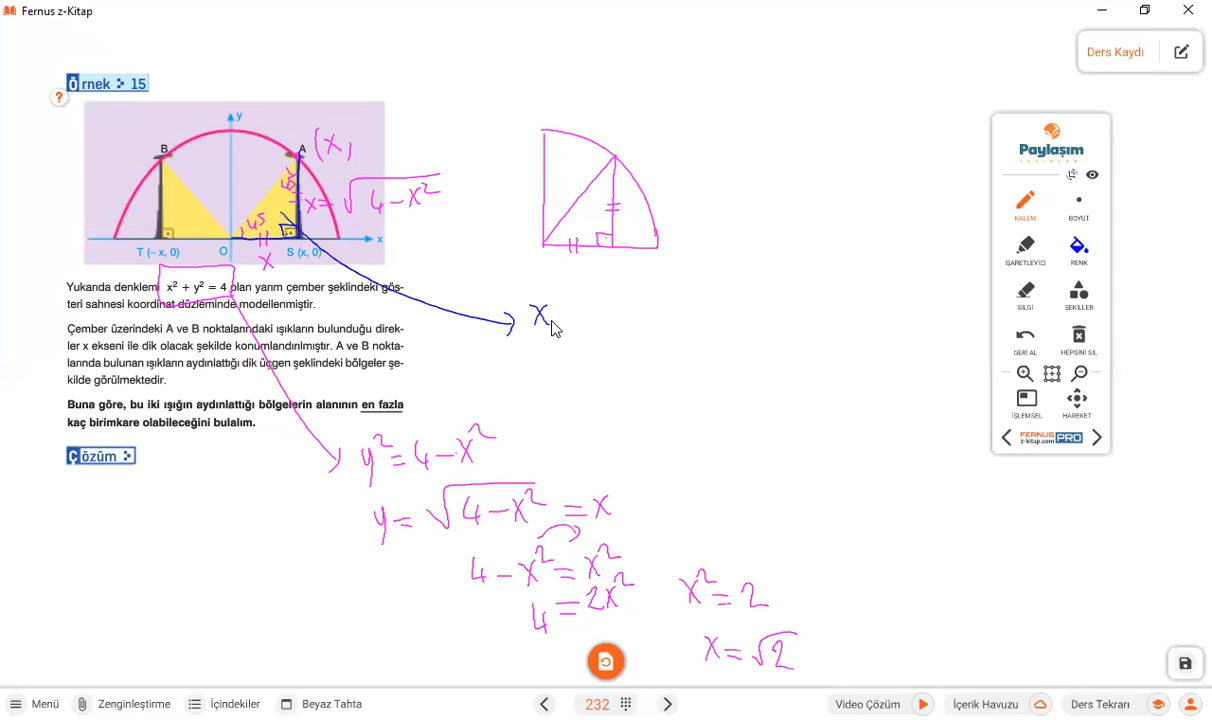 Fernus z-Kitap
Ders Kaydı
Örnek 15
?
y
B
A
(x,
45
x = √4-x²
45
x
T (– x, 0)
O
S (x, 0)
x
Yukarıda denklemi x² + y² = 4 olan yarım çember şeklindeki gös-
teri sahnesi koordinat düzleminde modellenmiştir.
Çember üzerindeki A ve B noktalarındaki ışıkların bulunduğu direk-
ler x ekseni ile dik olacak şekilde konumlandırılmıştır. A ve B nokta-
larında bulunan ışıkların aydınlattığı dik üçgen şeklindeki bölgeler şe-
kilde görülmektedir.
Buna göre, bu iki ışığın aydınlattığı bölgelerin alanının en fazla
kaç birimkare olabileceğini bulalım.
Çözüm
x
y² = 4-x²
y = √4-x² = x
4-x² = x²
4 = 2x²
x² = 2
x = √2
Paylaşım
YAYINLARI
KALEM
BOYUT
İŞARETLEYİCİ
RENK
SİLGİ
ŞEKİLLER
GERİ AL
HEPSİNİ SİL
İŞLEMSEL
HAREKET
FERNUS
z-kitap.com PRO
Menü
Zenginleştirme
İçindekiler
Beyaz Tahta
232
Video Çözüm
İçerik Havuzu
Ders Tekrarı